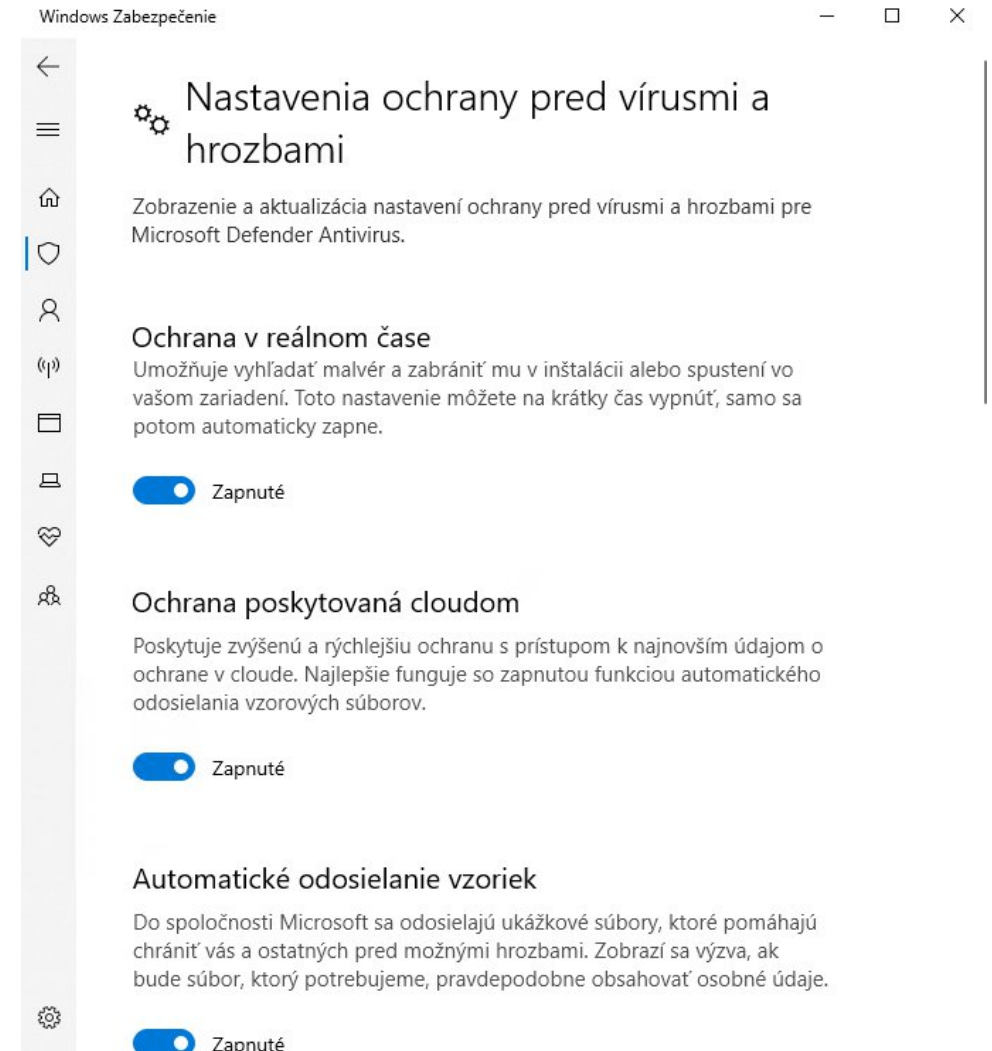 Windows Zabezpečenie
Nastavenia ochrany pred vírusmi a
hrozbami
Zobrazenie a aktualizácia nastavení ochrany pred vírusmi a hrozbami pre
Microsoft Defender Antivirus.
Ochrana v reálnom čase
Umožňuje vyhľadať malvér a zabrániť mu v inštalácii alebo spustení vo
vašom zariadení. Toto nastavenie môžete na krátky čas vypnúť, samo sa
potom automaticky zapne.
Zapnuté
Ochrana poskytovaná cloudom
Poskytuje zvýšenú a rýchlejšiu ochranu s prístupom k najnovším údajom o
ochrane v cloude. Najlepšie funguje so zapnutou funkciou automatického
odosielania vzorových súborov.
Zapnuté
Automatické odosielanie vzoriek
Do spoločnosti Microsoft sa odosielajú ukážkové súbory, ktoré pomáhajú
chrániť vás a ostatných pred možnými hrozbami. Zobrazí sa výzva, ak
bude súbor, ktorý potrebujeme, pravdepodobne obsahovať osobné údaje.
Zapnuté